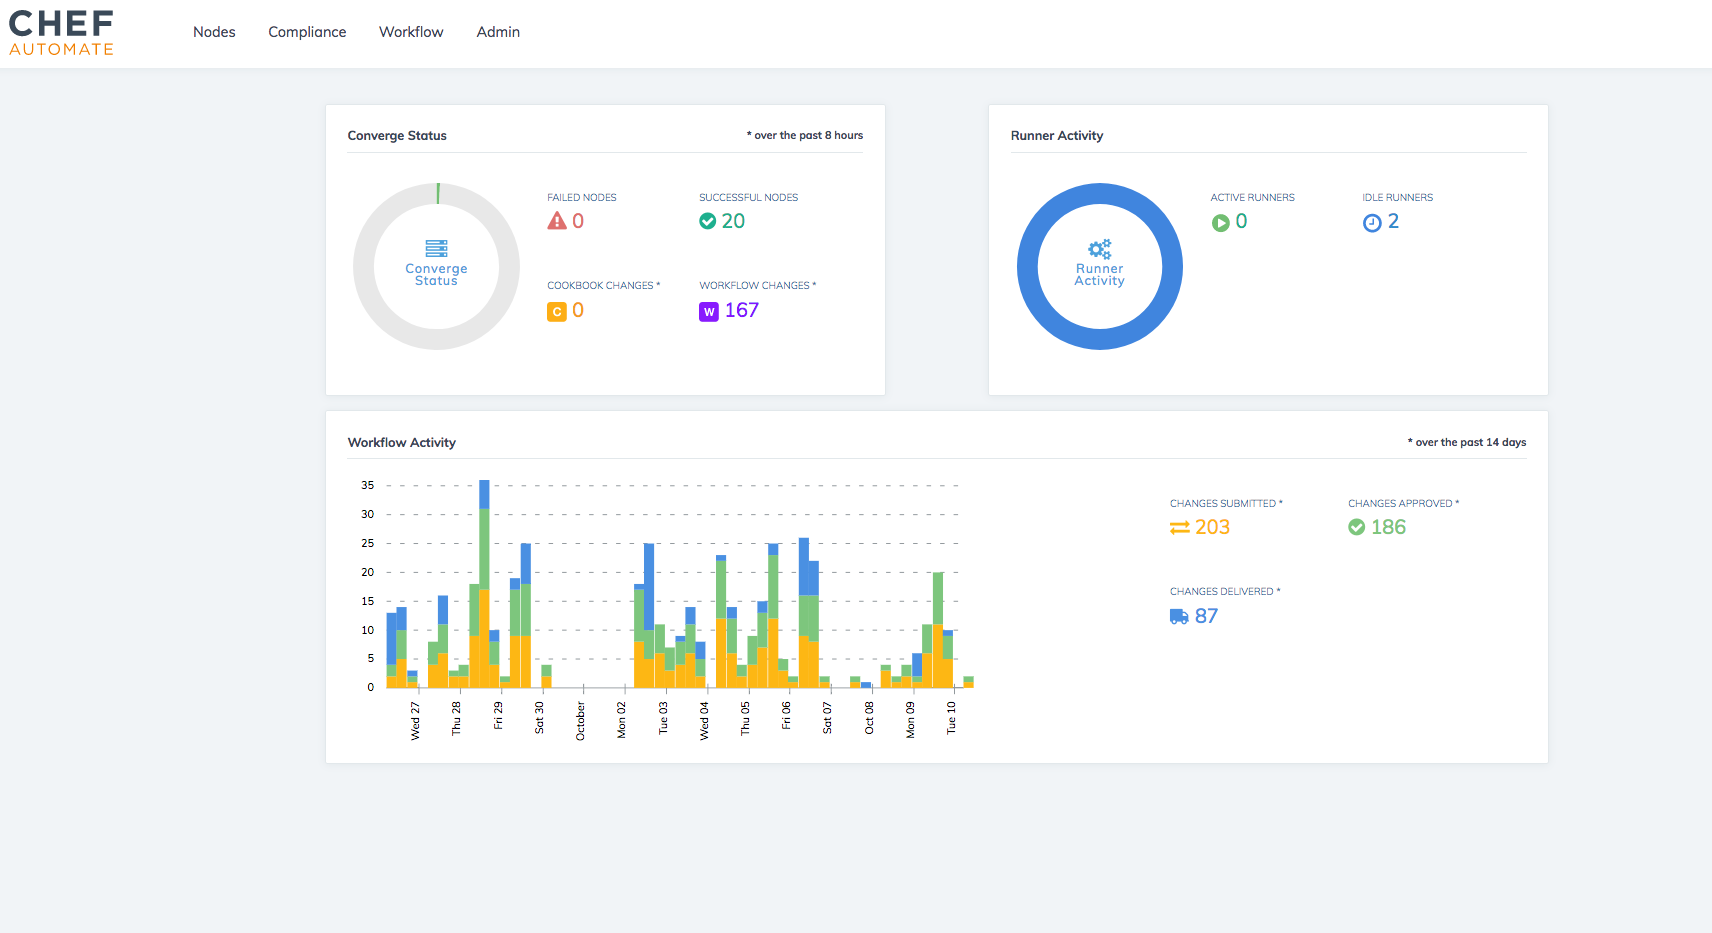 CHEF
AUTOMATE
Nodes Compliance Workflow Admin
Converge Status * over the past 8 hours
Converge
Status
FAILED NODES SUCCESSFUL NODES
0 20
COOKBOOK CHANGES * WORKFLOW CHANGES *
C 0 W 167
Runner Activity
Runner
Activity
ACTIVE RUNNERS IDLE RUNNERS
0 2
Workflow Activity * over the past 14 days
35
30
25
20
15
10
5
0
Wed 27
Thu 28
Fri 29
Sat 30
October
Mon 02
Tue 03
Wed 04
Thu 05
Fri 06
Sat 07
Oct 08
Mon 09
Tue 10
CHANGES SUBMITTED * CHANGES APPROVED *
203 186
CHANGES DELIVERED *
87